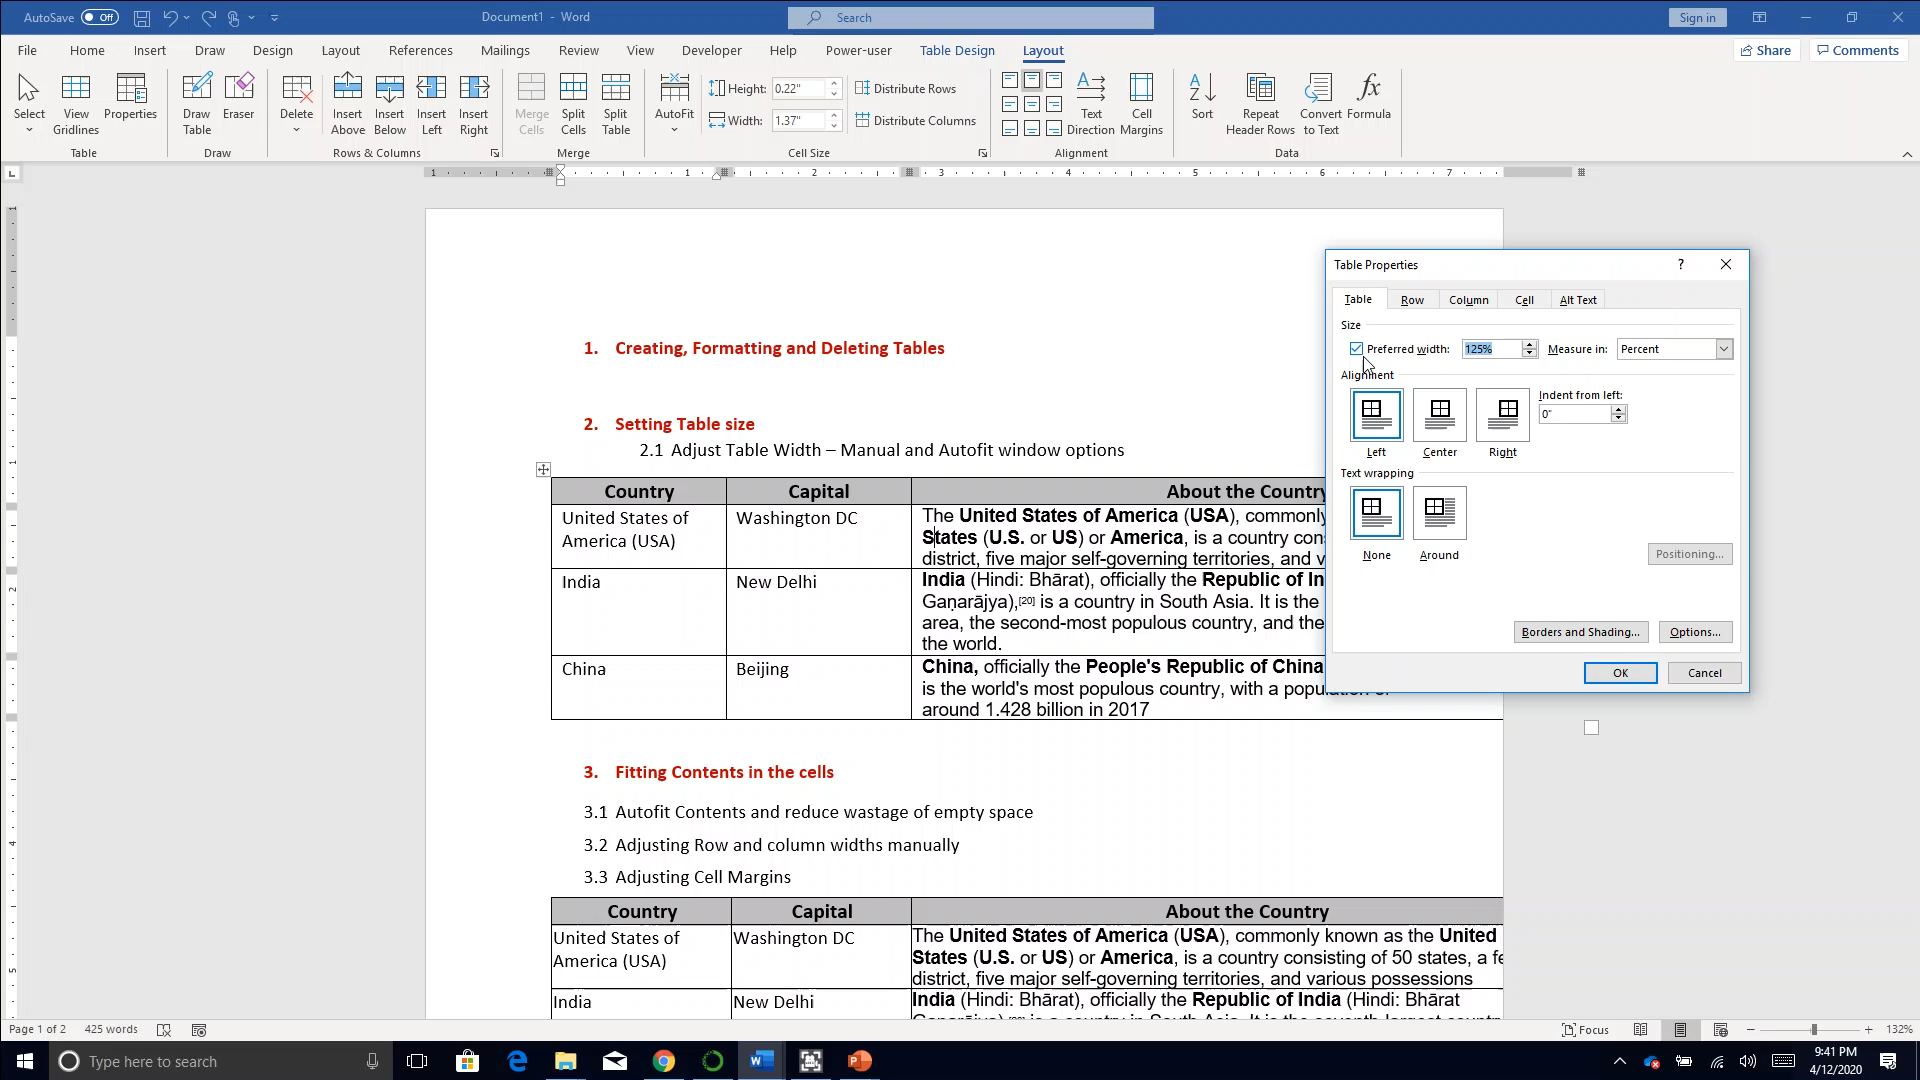 AutoSave Off Document1 - Word Search Sign in
File Home Insert Draw Design Layout References Mailings Review View Developer Help Power-user Table Design Layout Share Comments
Select View Gridlines Properties Draw Table Eraser Delete Insert Above Insert Below Insert Left Insert Right Merge Cells Split Cells Split Table AutoFit Height: 0.22" Distribute Rows Width: 1.37" Distribute Columns Text Direction Cell Margins Sort Repeat Header Rows Convert to Text Formula
Table Draw Rows & Columns Merge Cell Size Alignment Data
1 1 2 3 4 5 6 7
1. Creating, Formatting and Deleting Tables
2. Setting Table size
2.1 Adjust Table Width – Manual and Autofit window options
Country Capital About the Country
United States of America (USA) Washington DC
The United States of America (USA), commonly
States (U.S. or US) or America, is a country con
district, five major self-governing territories, and v
India New Delhi
India (Hindi: Bhārat), officially the Republic of In
Gaṇarājya),[20] is a country in South Asia. It is the
area, the second-most populous country, and the
the world.
China Beijing
China, officially the People's Republic of China
is the world's most populous country, with a population of
around 1.428 billion in 2017
3. Fitting Contents in the cells
3.1 Autofit Contents and reduce wastage of empty space
3.2 Adjusting Row and column widths manually
3.3 Adjusting Cell Margins
Country Capital About the Country
United States of America (USA) Washington DC
The United States of America (USA), commonly known as the United
States (U.S. or US) or America, is a country consisting of 50 states, a fe
district, five major self-governing territories, and various possessions
India New Delhi
India (Hindi: Bhārat), officially the Republic of India (Hindi: Bhārat
Table Properties ?
Table Row Column Cell Alt Text
Size
Preferred width: 125% Measure in: Percent
Alignment
Indent from left:
0"
Left Center Right
Text wrapping
None Around
Positioning...
Borders and Shading... Options...
OK Cancel
Page 1 of 2 425 words Focus 132%
Type here to search
9:41 PM
4/12/2020